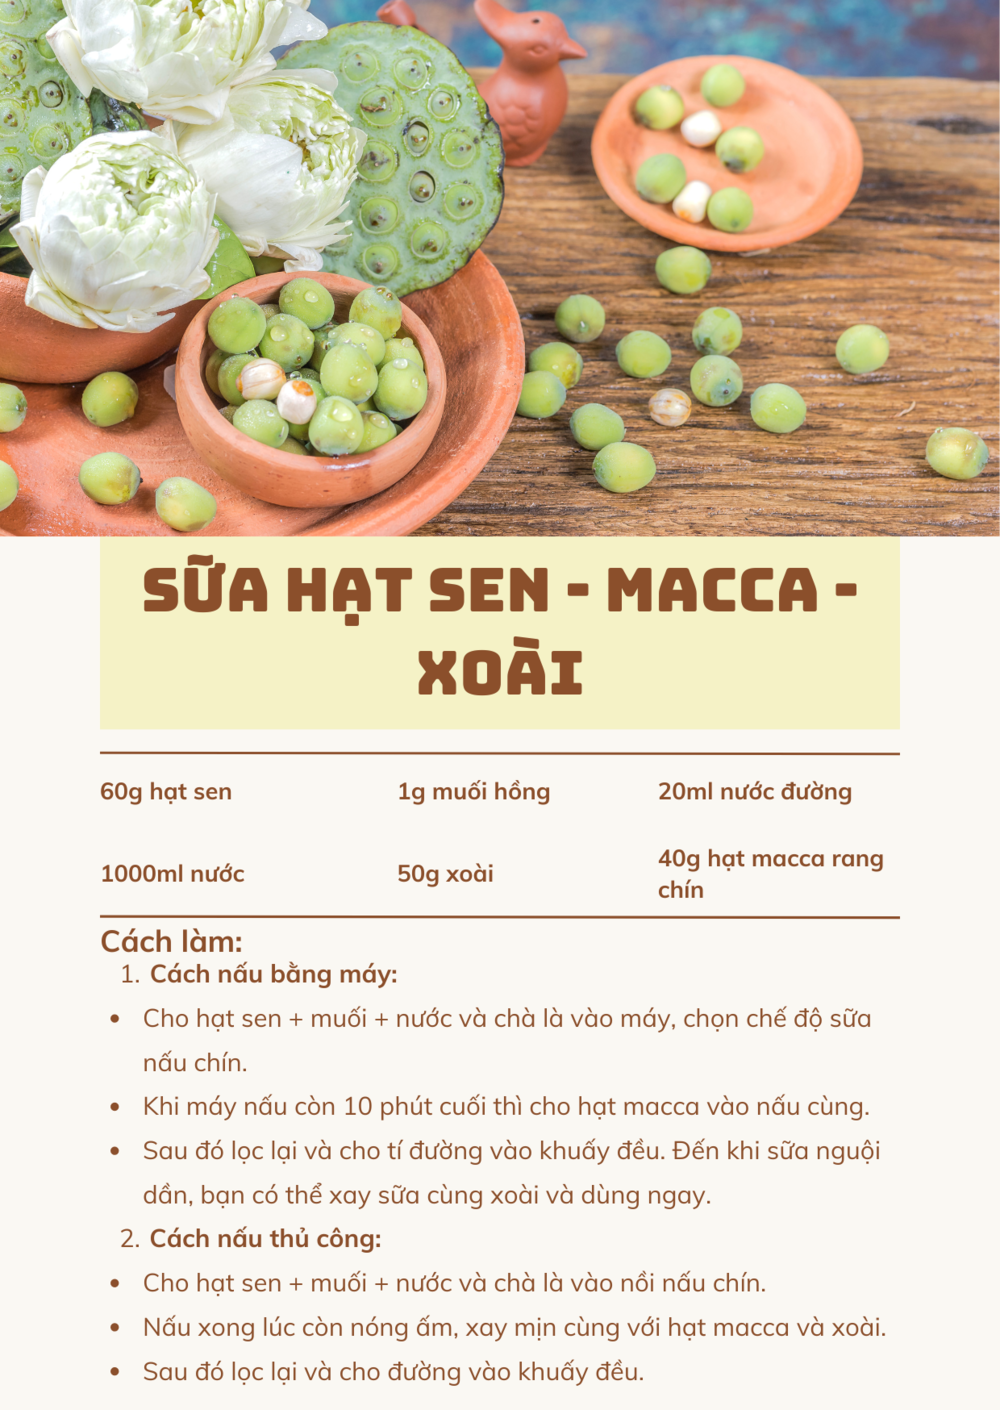 SỮA HẠT SEN - MACCA -
XOÀI
60g hạt sen
1g muối hồng
20ml nước đường
1000ml nước
50g xoài
40g hạt macca rang
chín
Cách làm:
1. Cách nấu bằng máy:
• Cho hạt sen + muối + nước và chà là vào máy, chọn chế độ sữa
nấu chín.
• Khi máy nấu còn 10 phút cuối thì cho hạt macca vào nấu cùng.
• Sau đó lọc lại và cho tí đường vào khuấy đều. Đến khi sữa nguội
dần, bạn có thể xay sữa cùng xoài và dùng ngay.
2. Cách nấu thủ công:
• Cho hạt sen + muối + nước và chà là vào nồi nấu chín.
• Nấu xong lúc còn nóng ấm, xay mịn cùng với hạt macca và xoài.
• Sau đó lọc lại và cho đường vào khuấy đều.